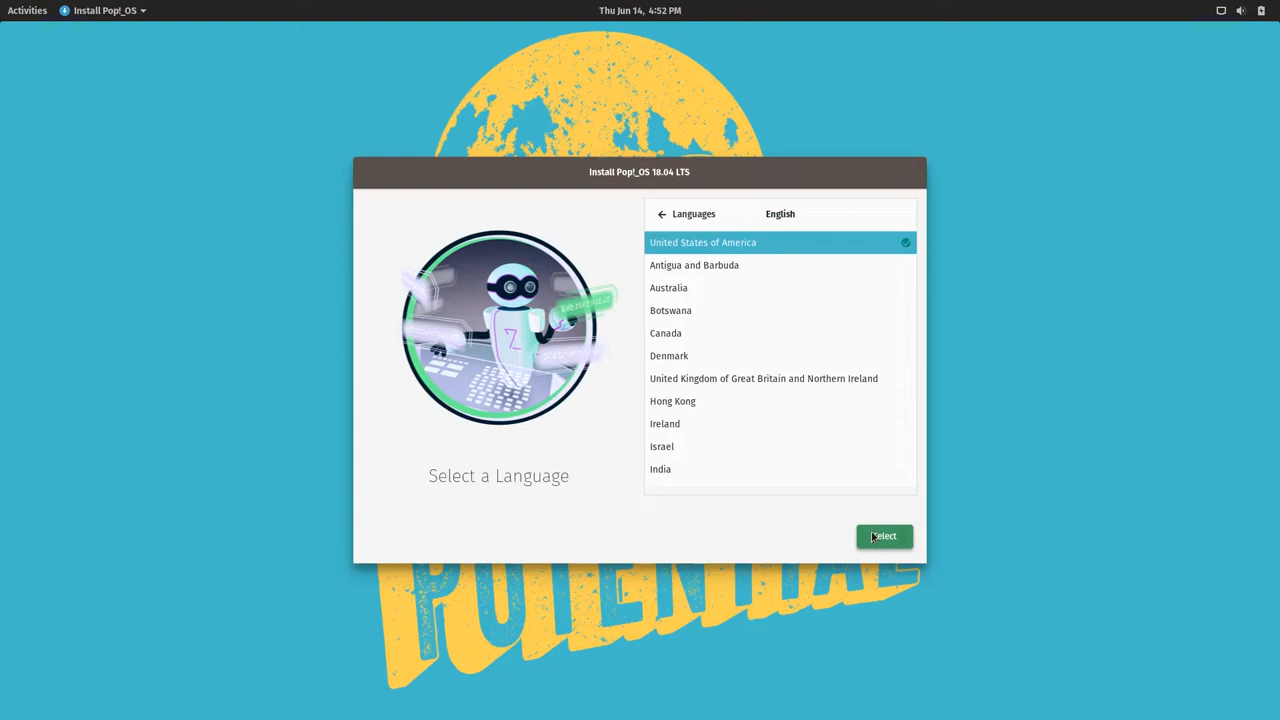 Activities
Install Pop!_OS
Thu Jun 14, 4:52 PM
Install Pop!_OS 18.04 LTS
Languages
English
United States of America
Antigua and Barbuda
Australia
Botswana
Canada
Denmark
United Kingdom of Great Britain and Northern Ireland
Hong Kong
Ireland
Israel
India
Select a Language
Select
POTENTIAL